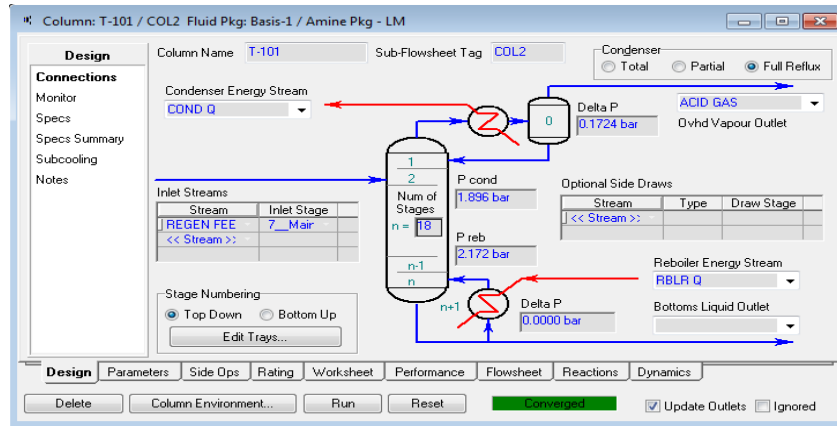 Column: T-101 / COL2 Fluid Pkg: Basis-1 / Amine Pkg - LM
Design
Connections
Monitor
Specs
Specs Summary
Subcooling
Notes
Column Name T-101 Sub-Flowsheet Tag COL2
Condenser
Total Partial Full Reflux
Condenser Energy Stream
COND Q
0
Delta P
0.1724 bar
ACID GAS
Ovhd Vapour Outlet
1
2
Num of
Stages
n = 18
n-1
n
n+1
P cond
1.896 bar
P reb
2.172 bar
Inlet Streams
Stream Inlet Stage
REGEN FEE 7__Mair
<< Stream >:
Optional Side Draws
Stream Type Draw Stage
<< Stream >:
Stage Numbering
Top Down Bottom Up
Edit Trays...
Delta P
0.0000 bar
Reboiler Energy Stream
RBLR Q
Bottoms Liquid Outlet
Design Parameters Side Ops Rating Worksheet Performance Flowsheet Reactions Dynamics
Delete Column Environment... Run Reset Converged Update Outlets Ignored